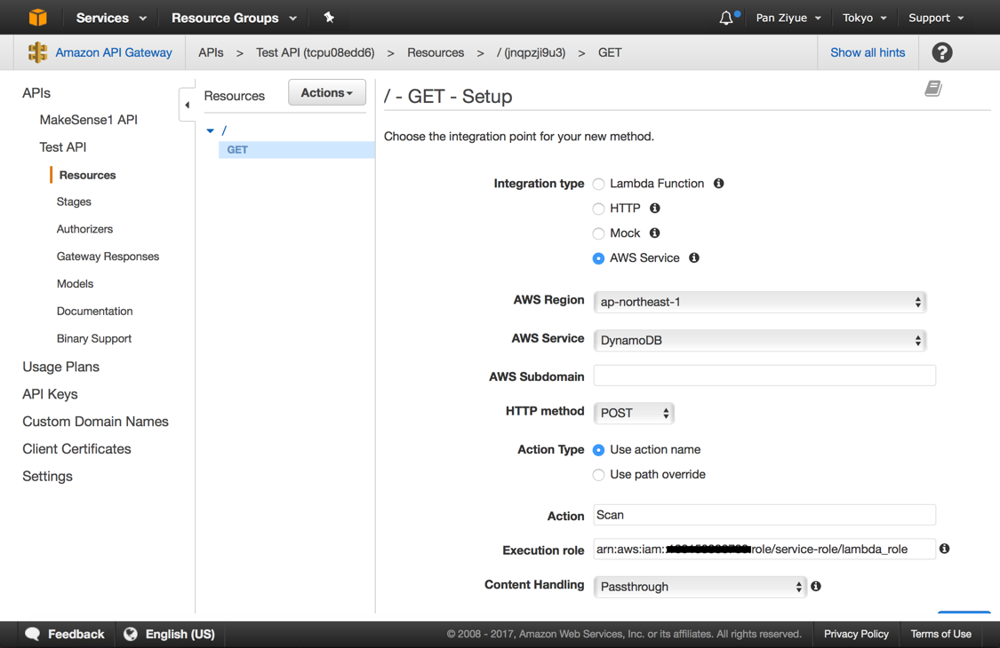 Services Resource Groups Pan Ziyue Tokyo Support
Amazon API Gateway APIs > Test API (tcpu08edd6) > Resources > / (jnqpzji9u3) > GET Show all hints ?
APIs
MakeSense1 API
Test API
Resources
Stages
Authorizers
Gateway Responses
Models
Documentation
Binary Support
Usage Plans
API Keys
Custom Domain Names
Client Certificates
Settings
Resources Actions
/
GET
/ - GET - Setup
Choose the integration point for your new method.
Integration type Lambda Function
HTTP
Mock
AWS Service
AWS Region ap-northeast-1
AWS Service DynamoDB
AWS Subdomain
HTTP method POST
Action Type Use action name
Use path override
Action Scan
Execution role arn:aws:iam: role/service-role/lambda_role
Content Handling Passthrough
Feedback English (US) © 2008 - 2017, Amazon Web Services, Inc. or its affiliates. All rights reserved. Privacy Policy Terms of Use